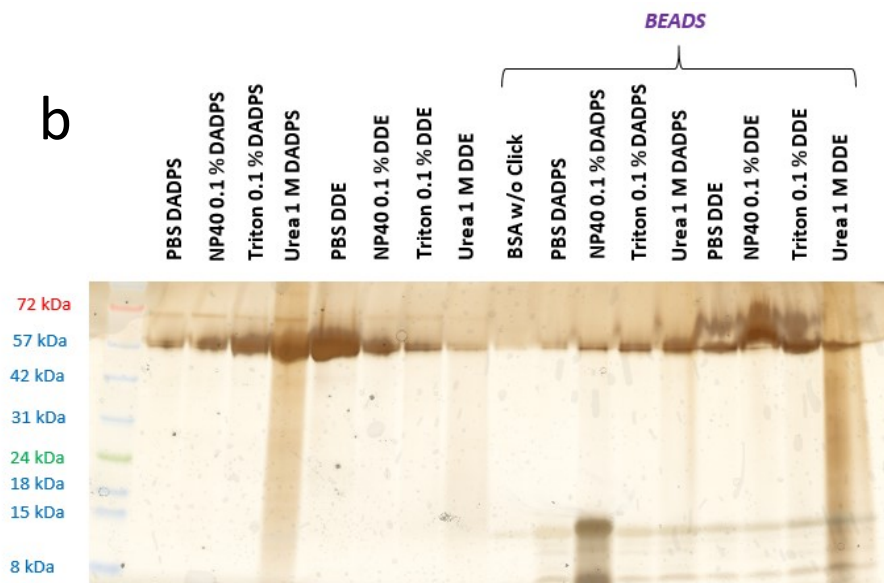 BEADS
b
PBS DADPS
NP40 0.1 % DADPS
Triton 0.1 % DADPS
Urea 1 M DADPS
PBS DDE
NP40 0.1 % DDE
Triton 0.1 % DDE
Urea 1 M DDE
BSA w/o Click
PBS DADPS
NP40 0.1 % DADPS
Triton 0.1 % DADPS
Urea 1 M DADPS
PBS DDE
NP40 0.1 % DDE
Triton 0.1 % DDE
Urea 1 M DDE
72 kDa
57 kDa
42 kDa
31 kDa
24 kDa
18 kDa
15 kDa
8 kDa